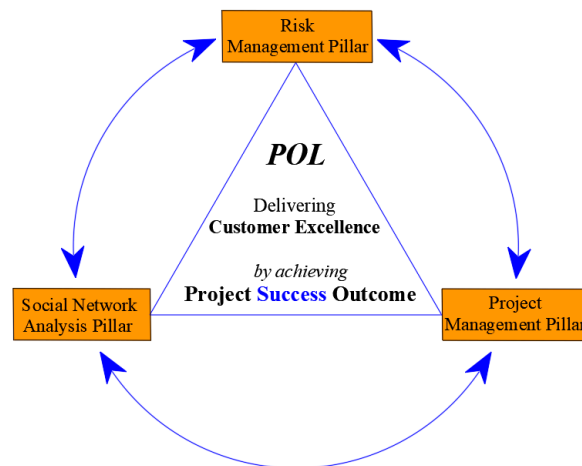 Risk
Management Pillar
POL
Delivering
Customer Excellence
by achieving
Project Success Outcome
Social Network
Analysis Pillar
Project
Management Pillar